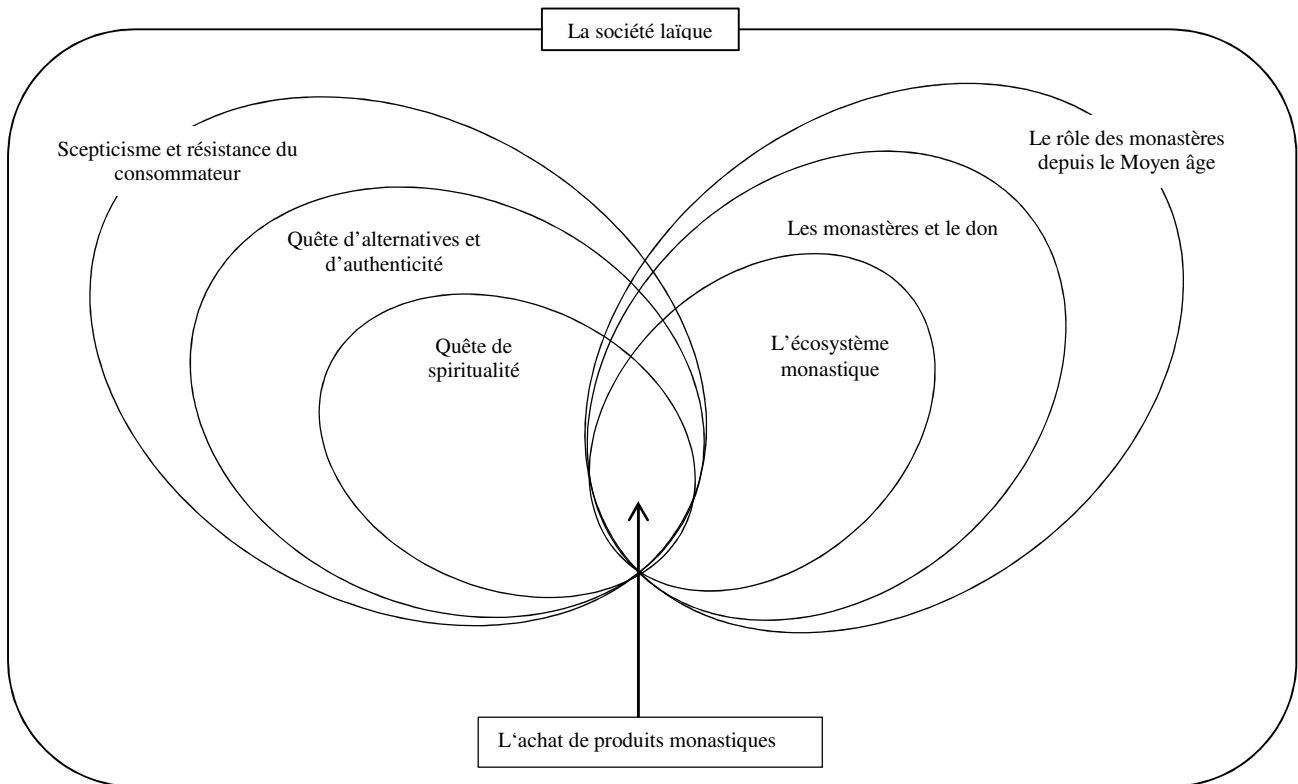 La société laïque
Scepticisme et résistance du
consommateur
Le rôle des monastères
depuis le Moyen âge
Quête d’alternatives et
d’authenticité
Les monastères et le don
Quête de
spiritualité
L’écosystème
monastique
L‘achat de produits monastiques